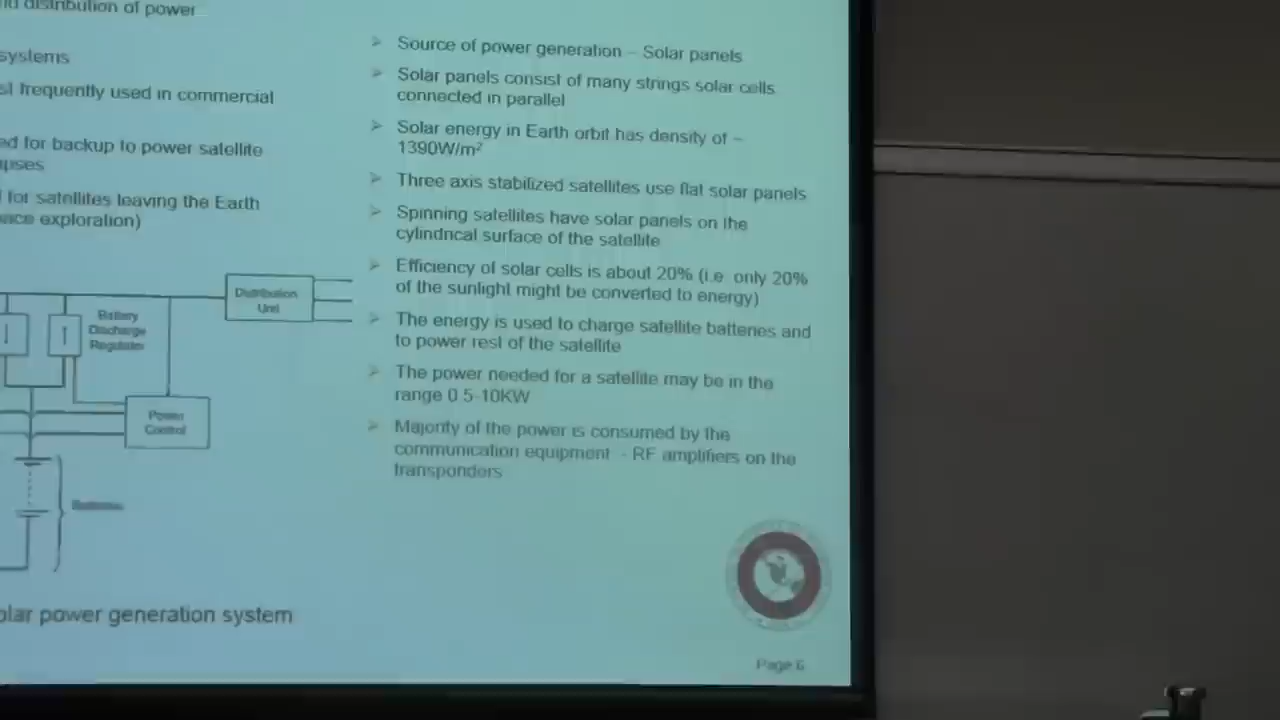 distribution of power
systems
frequently used in commercial
for backup to power satellite
for satellites leaving the Earth
exploration)
Distribution
Unit
Battery
Discharge
Regulator
Power
Control
Batteries
power generation system
Source of power generation – Solar panels
Solar panels consist of many strings solar cells
connected in parallel
Solar energy in Earth orbit has density of ~
1390W/m²
Three axis stabilized satellites use flat solar panels
Spinning satellites have solar panels on the
cylindrical surface of the satellite
Efficiency of solar cells is about 20% (i.e. only 20%
of the sunlight might be converted to energy)
The energy is used to charge satellite batteries and
to power rest of the satellite
The power needed for a satellite may be in the
range 0.5-10KW
Majority of the power is consumed by the
communication equipment - RF amplifiers on the
transponders
Page 6